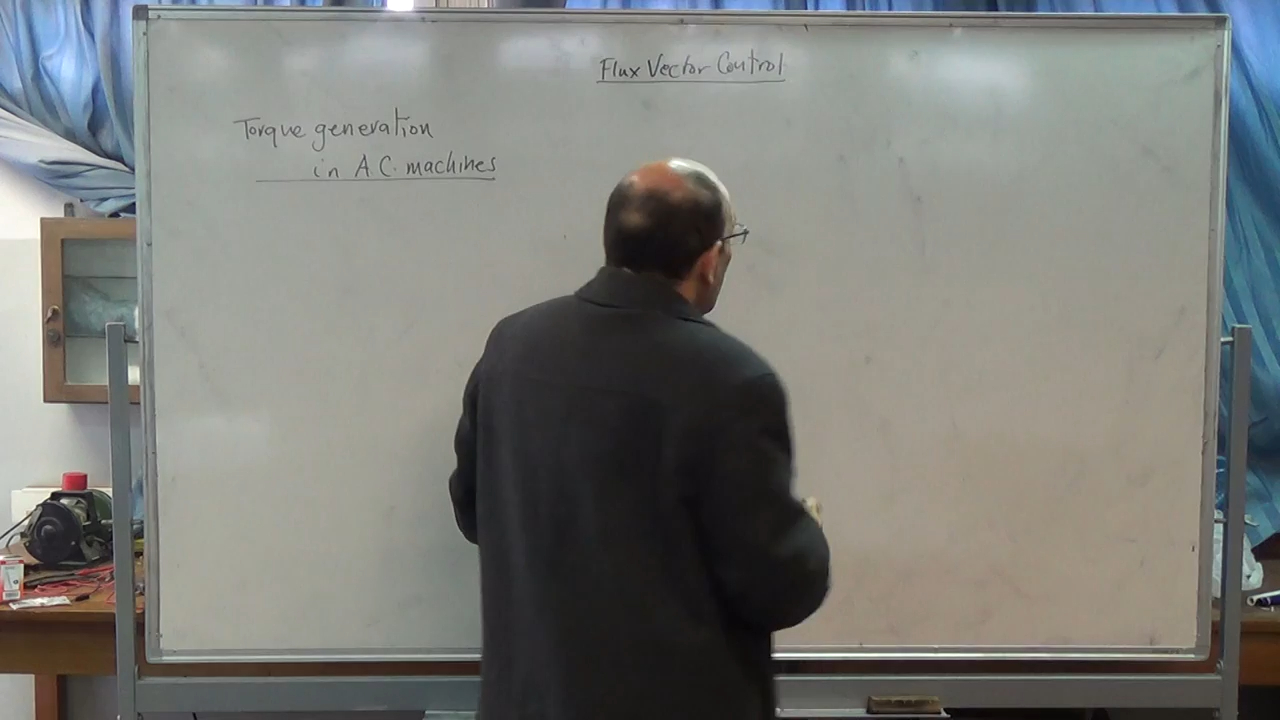 Flux Vector Control
Torque generation
in A.C. machines